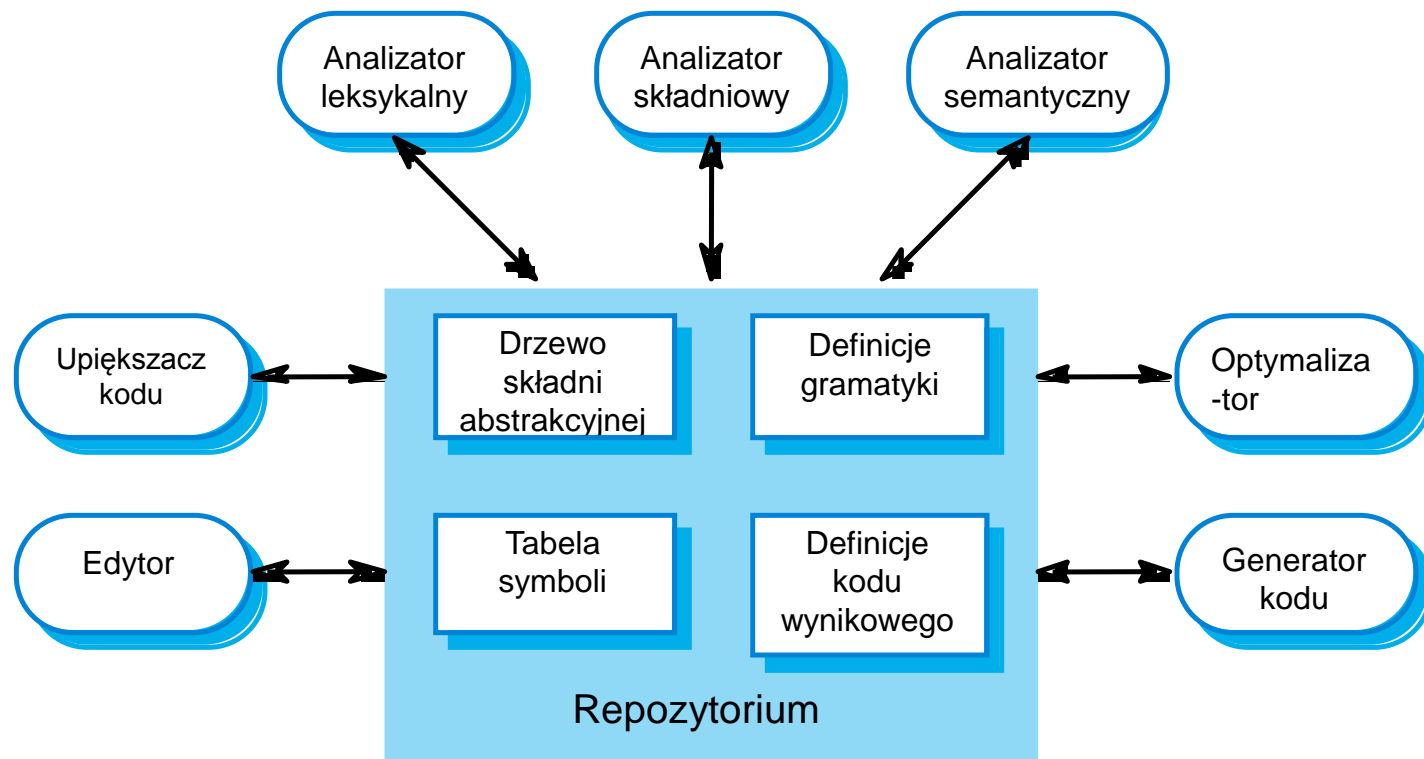 Analizator
leksykalny
Analizator
składniowy
Analizator
semantyczny
Upiększacz
kodu
Drzewo
składni
abstrakcyjnej
Definicje
gramatyki
Optymaliza
-tor
Edytor
Tabela
symboli
Definicje
kodu
wynikowego
Generator
kodu
Repozytorium